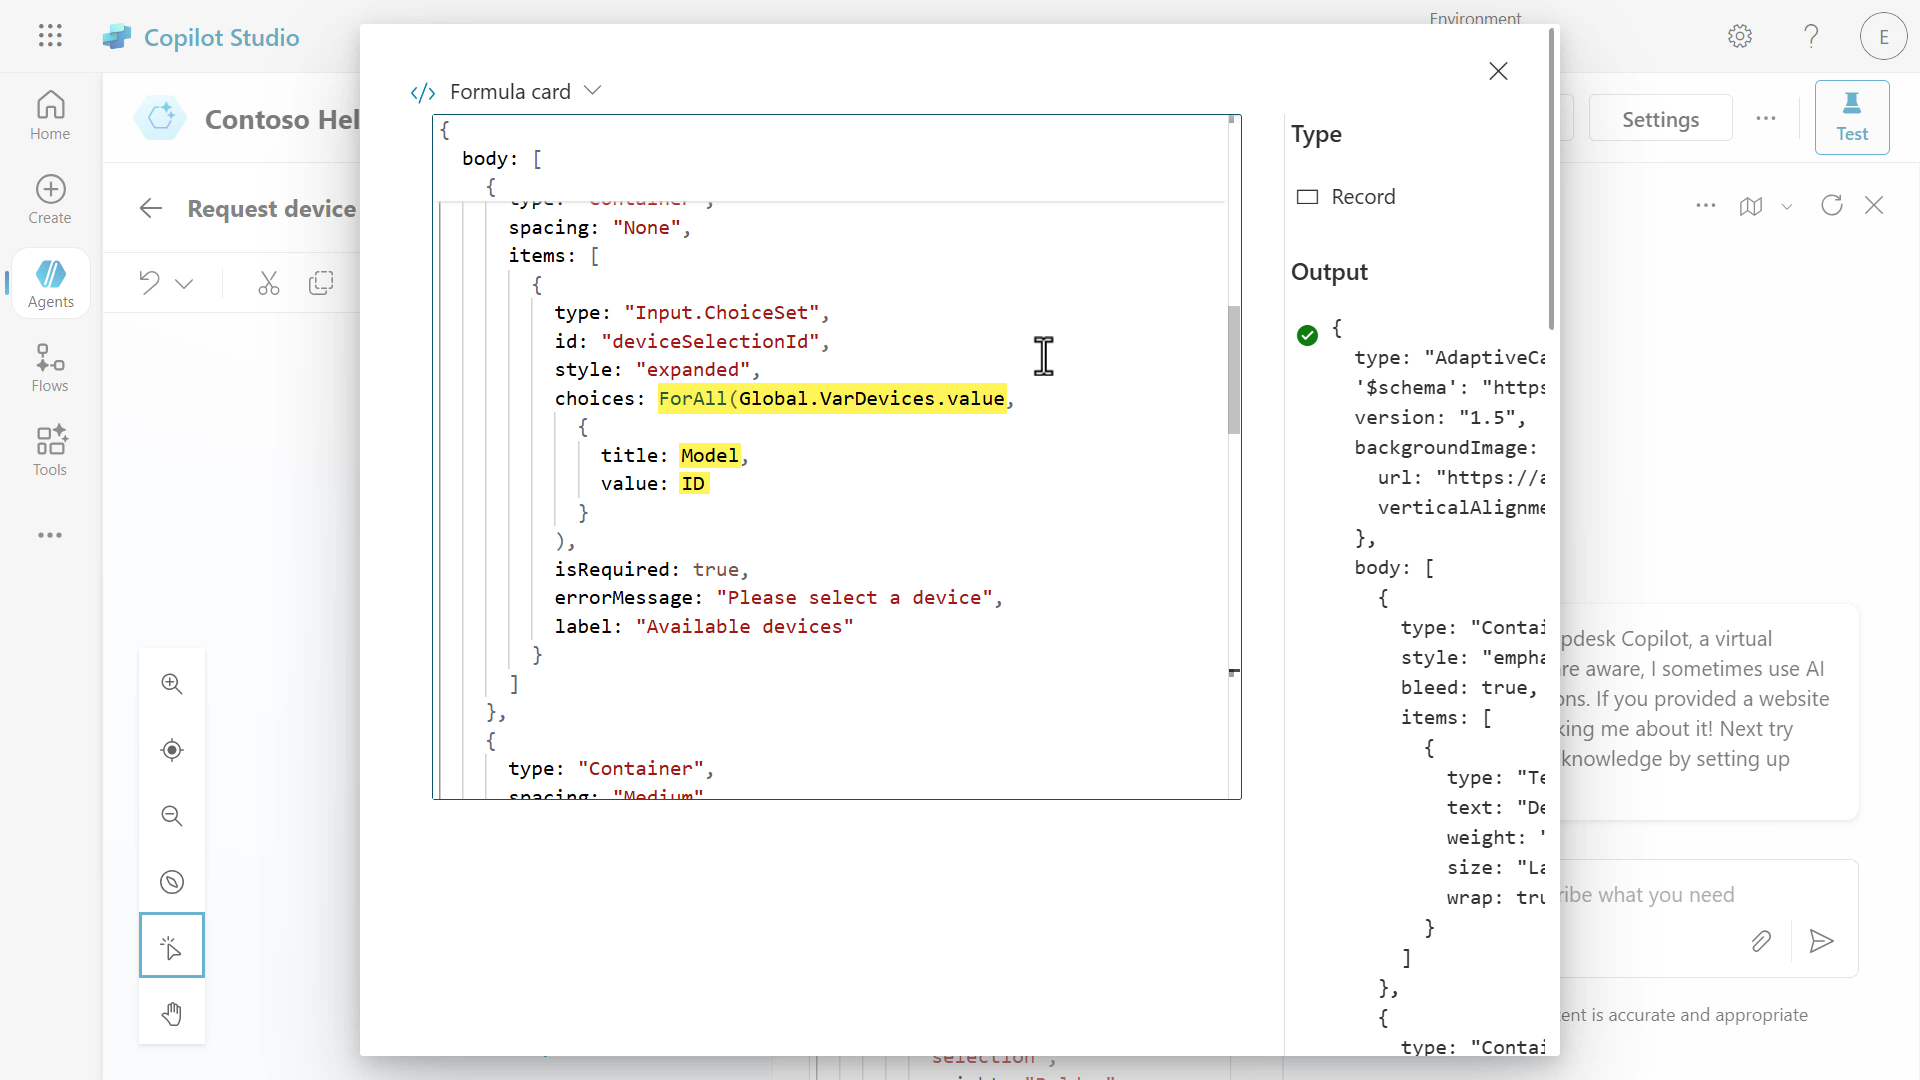 Environment
Copilot Studio
E
Home
Create
Agents
Flows
Tools
Contoso Hel
Settings
Test
Request device
Formula card
{
body: [
{
type: "Container",
spacing: "None",
items: [
{
type: "Input.ChoiceSet",
id: "deviceSelectionId",
style: "expanded",
choices: ForAll(Global.VarDevices.value,
{
title: Model,
value: ID
}
),
isRequired: true,
errorMessage: "Please select a device",
label: "Available devices"
}
]
},
{
type: "Container",
spacing: "Medium"
Type
Record
Output
{
type: "AdaptiveCa
'$schema': "https
version: "1.5",
backgroundImage:
url: "https://a
verticalAlignme
},
body: [
{
type: "Contai
style: "empha
bleed: true,
items: [
{
type: "Te
text: "De
weight: '
size: "La
wrap: tru
}
]
},
{
type: "Contai
pdesk Copilot, a virtual
re aware, I sometimes use AI
ons. If you provided a website
king me about it! Next try
knowledge by setting up
ribe what you need
ent is accurate and appropriate
selection",